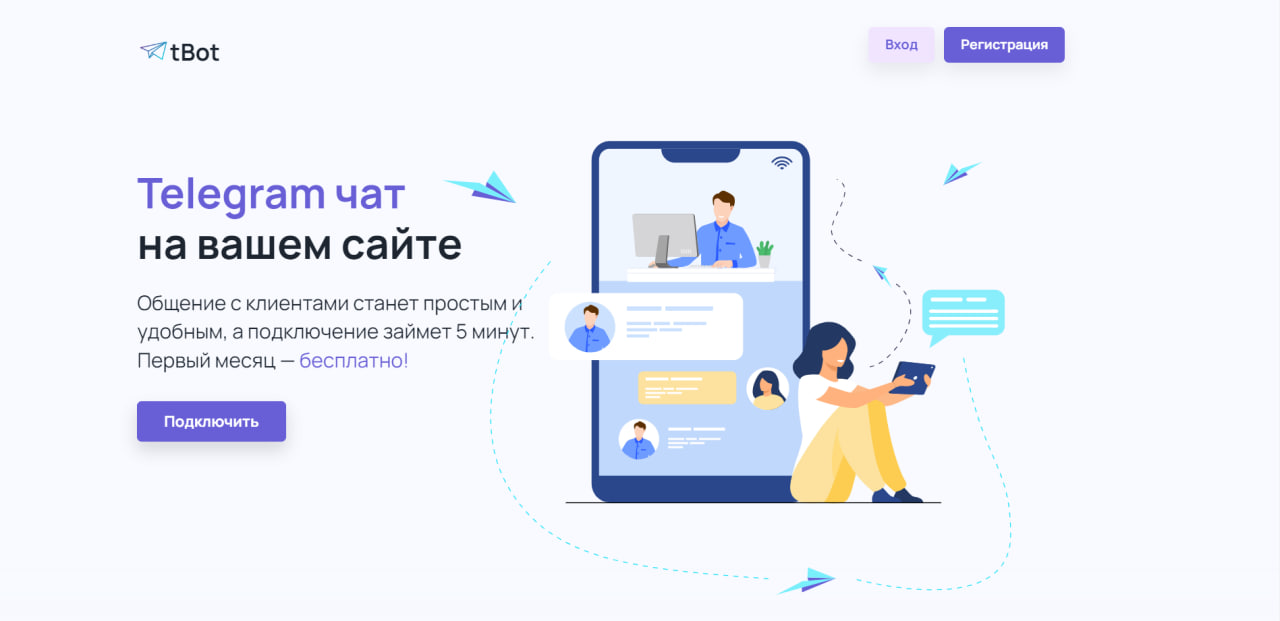 tBot
Вход
Регистрация
Telegram чат
на вашем сайте
Общение с клиентами станет простым и
удобным, а подключение займет 5 минут.
Первый месяц — бесплатно!
Подключить